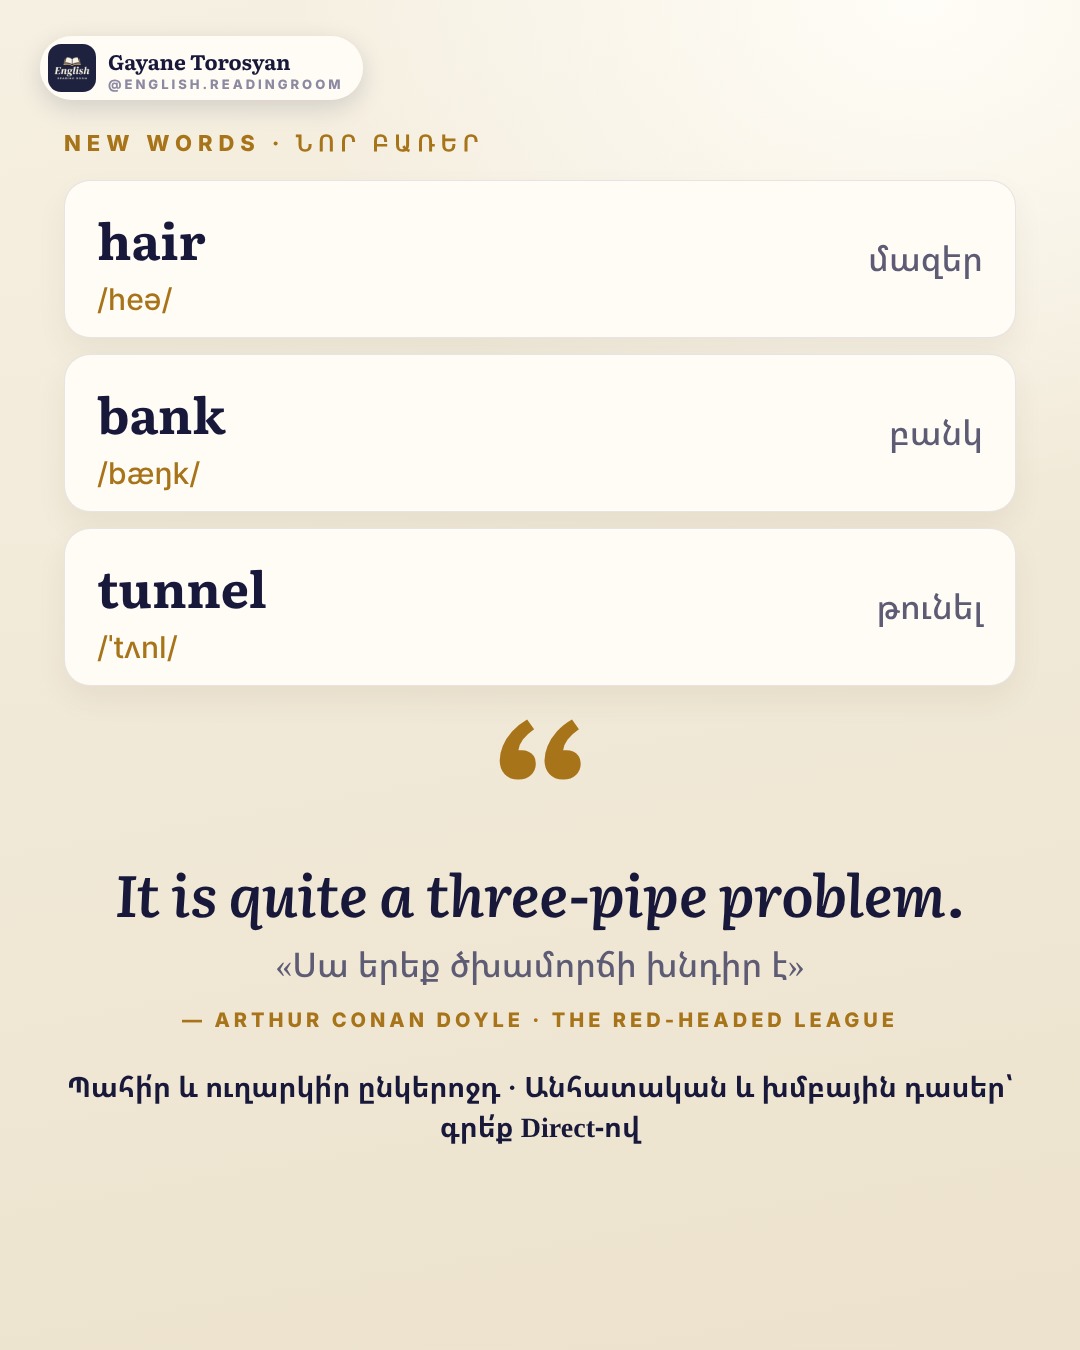 English
Gayane Torosyan
@ENGLISH.READINGROOM
NEW WORDS · ՆՈՐ ԲԱՌԵՐ
hair
/heə/
մազեր
bank
/bæŋk/
բանկ
tunnel
/ˈtʌnl/
թունել
“
It is quite a three-pipe problem.
«Սա երեք ծխամորճի խնդիր է»
— ARTHUR CONAN DOYLE · THE RED-HEADED LEAGUE
Պահի՛ր և ուղարկի՛ր ընկերոջդ · Անհատական և խմբային դասեր՝
գրե՛ք Direct-ով